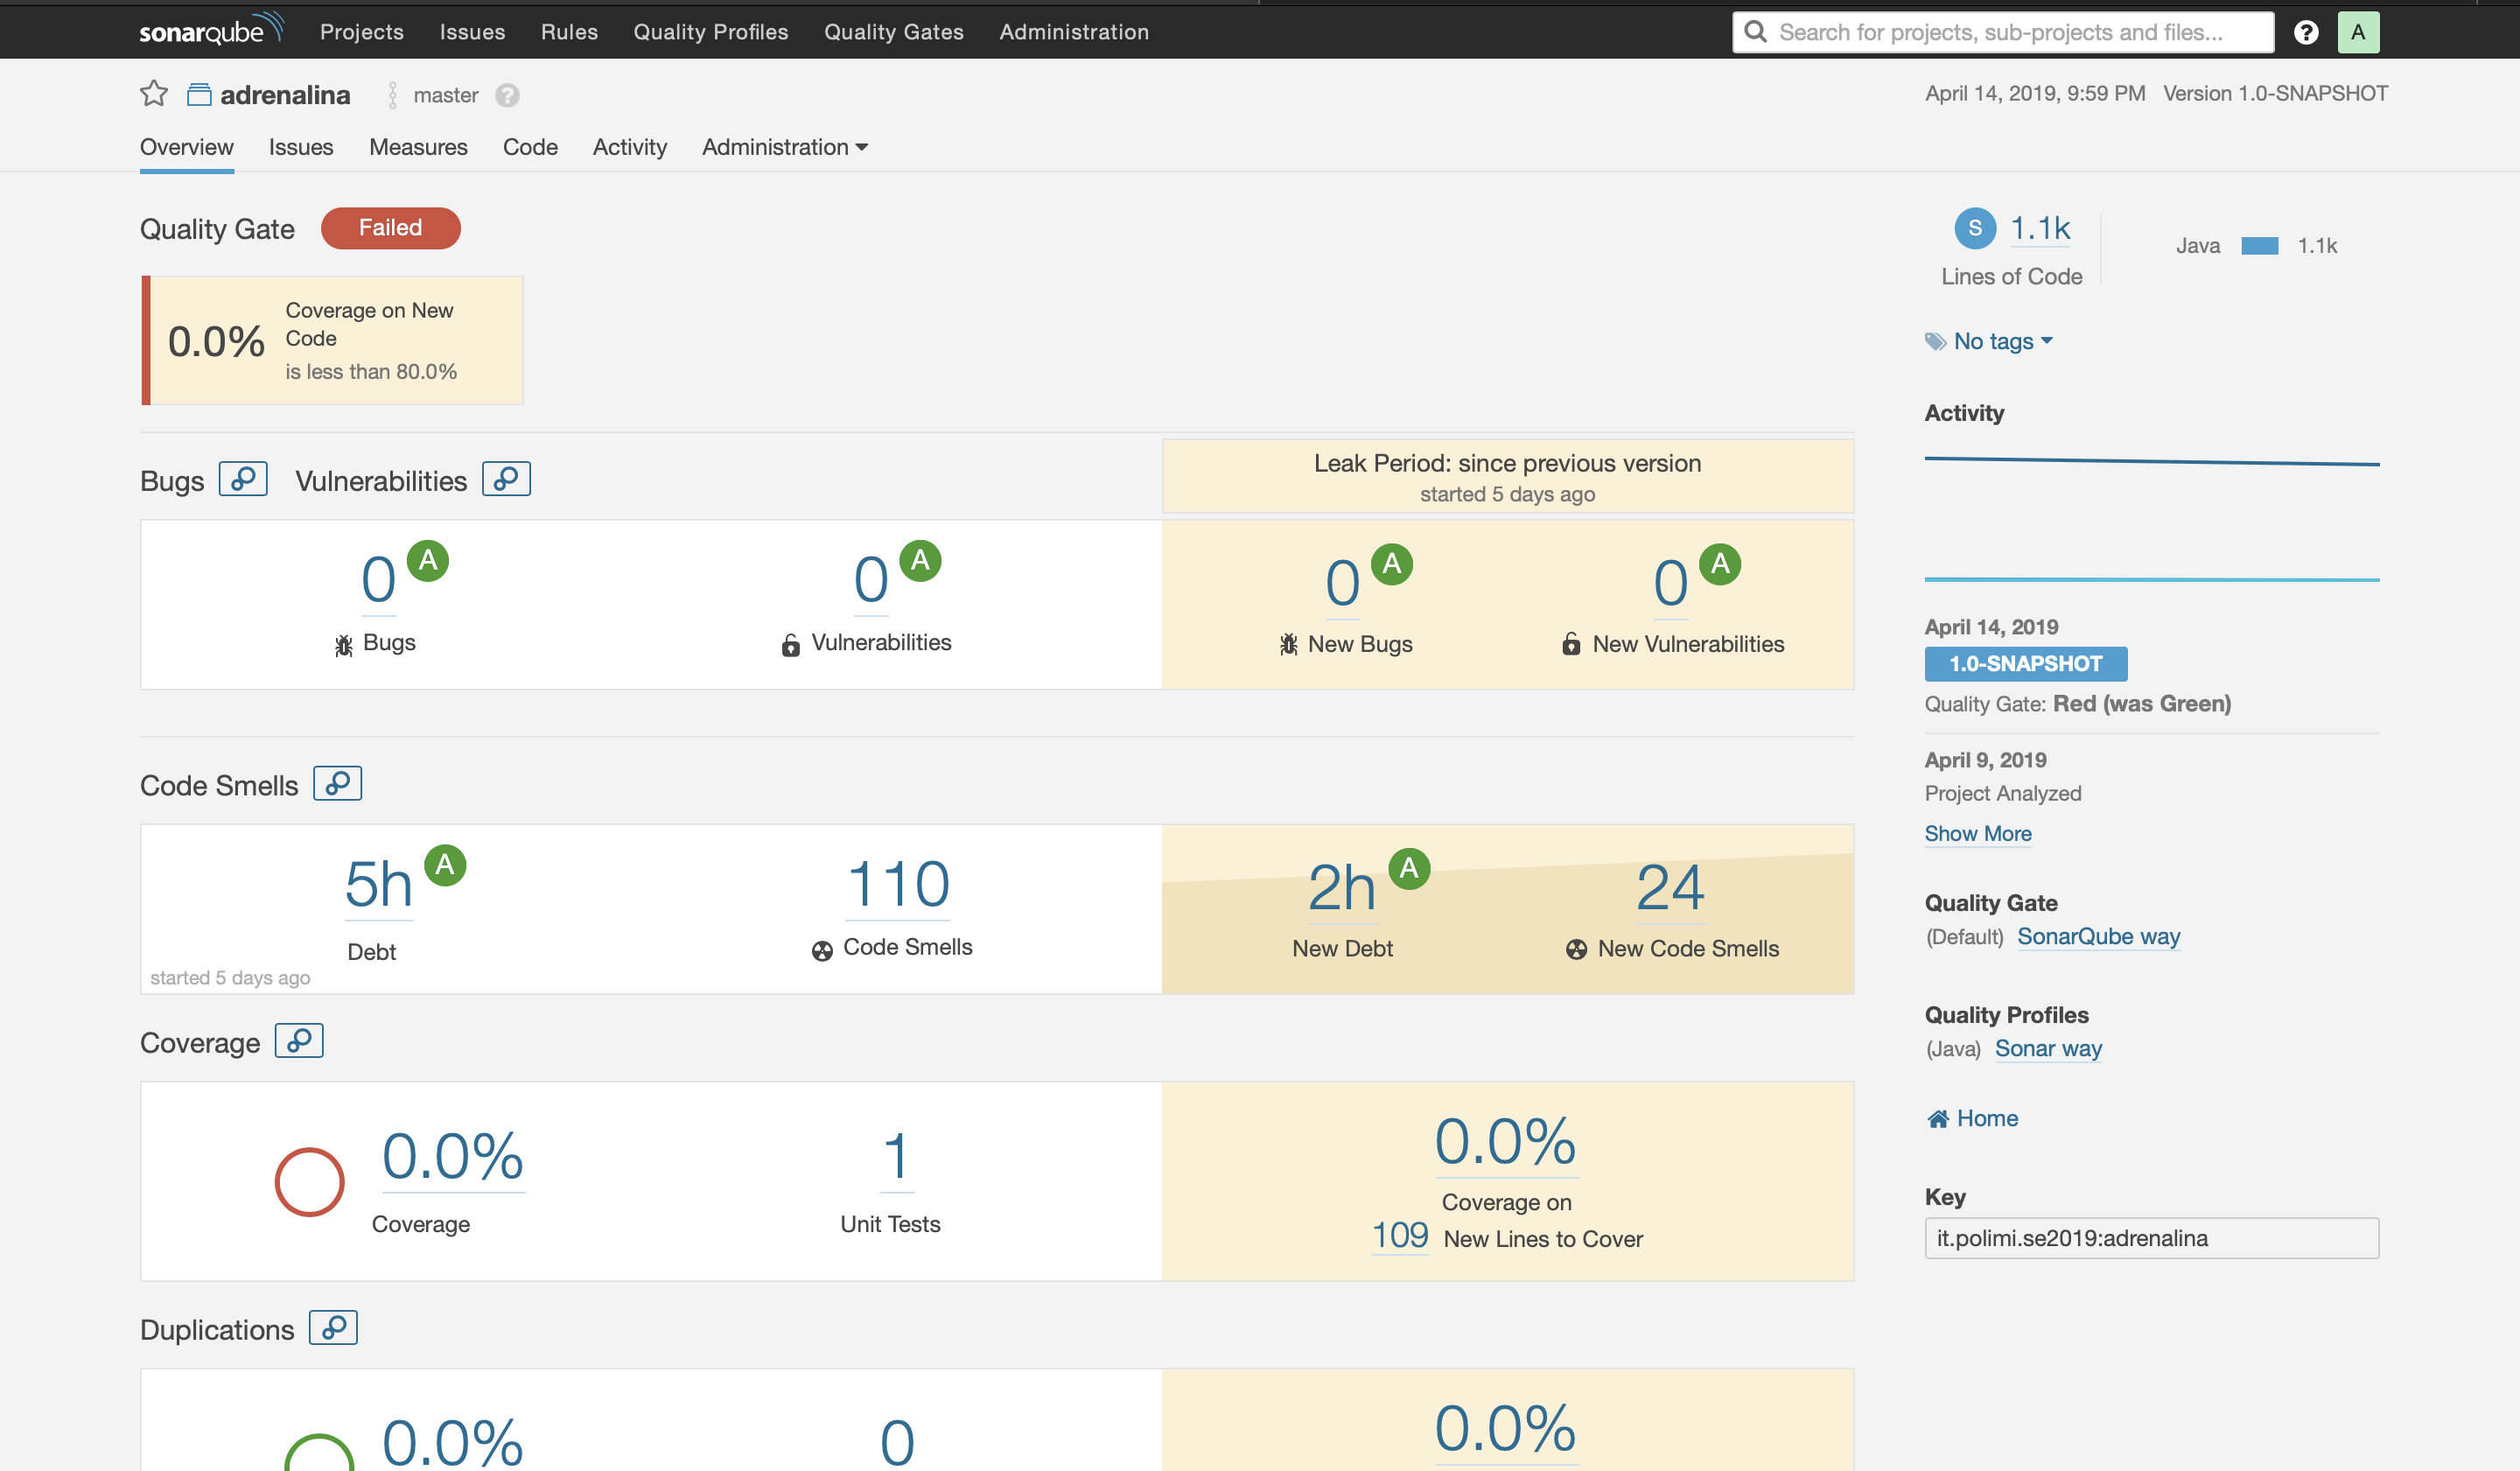 sonarqube Projects Issues Rules Quality Profiles Quality Gates Administration Search for projects, sub-projects and files... ? A
adrenalina master ? April 14, 2019, 9:59 PM Version 1.0-SNAPSHOT
Overview Issues Measures Code Activity Administration
Quality Gate Failed
0.0% Coverage on New
Code
is less than 80.0%
Bugs Vulnerabilities
Leak Period: since previous version
started 5 days ago
0 A 0 A 0 A 0 A
Bugs Vulnerabilities New Bugs New Vulnerabilities
Code Smells
5h A 110 2h A 24
Debt Code Smells New Debt New Code Smells
started 5 days ago
Coverage
0.0% 1 0.0%
Coverage Unit Tests Coverage on
109 New Lines to Cover
Duplications
0.0% 0 0.0%
S 1.1k Java 1.1k
Lines of Code
No tags
Activity
April 14, 2019
1.0-SNAPSHOT
Quality Gate: Red (was Green)
April 9, 2019
Project Analyzed
Show More
Quality Gate
(Default) SonarQube way
Quality Profiles
(Java) Sonar way
Home
Key
it.polimi.se2019:adrenalina